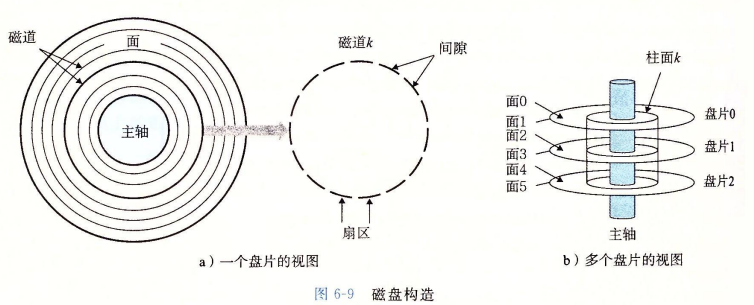 磁道
面
主轴
磁道k
间隙
扇区
a）一个盘片的视图
柱面k
面0
面1
面2
面3
面4
面5
盘片0
盘片1
盘片2
主轴
b）多个盘片的视图
图 6-9 磁盘构造